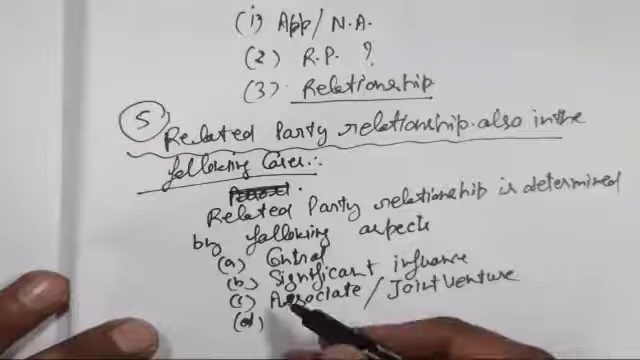 (1) App/N.A.
(2) R.P. ?
(3). Relationship
(5) Related Party relationship also in the
following Cases:
Related Party relationship is determined
by following aspects
(a) Control
(b) Significant influence
(c) Associate / Joint Venture
(d)